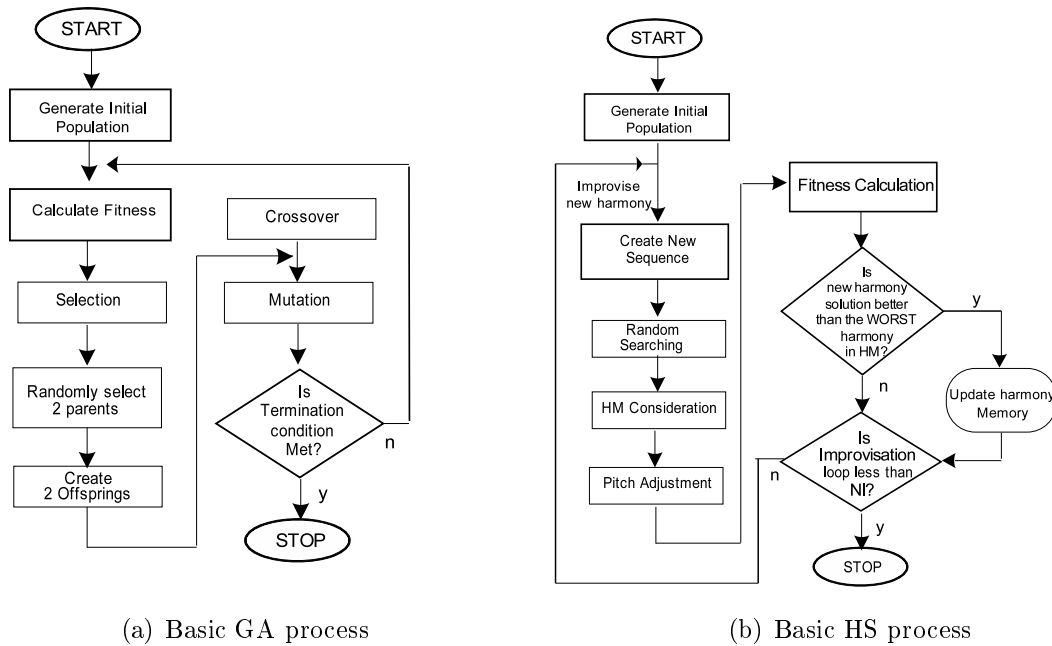 START
Generate Initial
Population
Calculate Fitness
Selection
Randomly select
2 parents
Create
2 Offsprings
Crossover
Mutation
Is
Termination
condition
Met?
n
y
STOP
(a) Basic GA process
START
Generate Initial
Population
Improvise
new harmony
Create New
Sequence
Random
Searching
HM Consideration
Pitch Adjustment
Fitness Calculation
Is
new harmony
solution better
than the WORST
harmony
in HM?
y
n
Update harmony
Memory
Is
Improvisation
loop less than
NI?
n
y
STOP
(b) Basic HS process